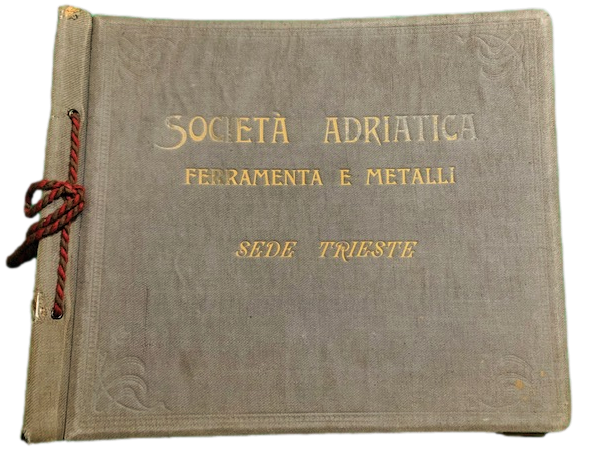 SOCIETÀ ADRIATICA
FERRAMENTA E METALLI
SEDE TRIESTE